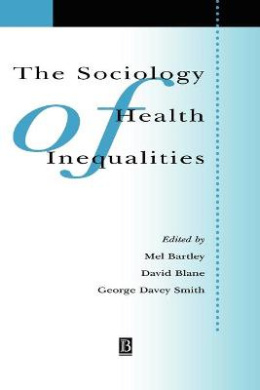 The Sociology
of Health
Inequalities
Edited by
Mel Bartley
David Blane
George Davey Smith
B